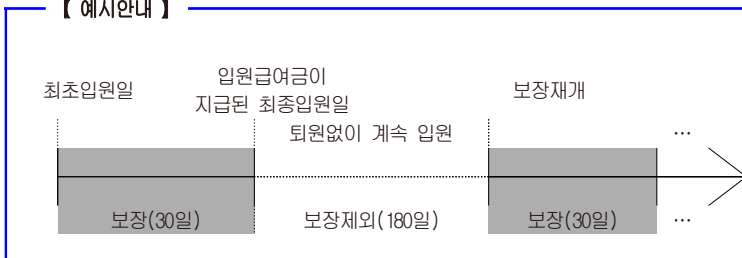 【 예시안내 】
최초입원일
입원급여금이
지급된 최종입원일
보장재개
퇴원없이 계속 입원
…
보장(30일)
보장제외(180일)
보장(30일)
…